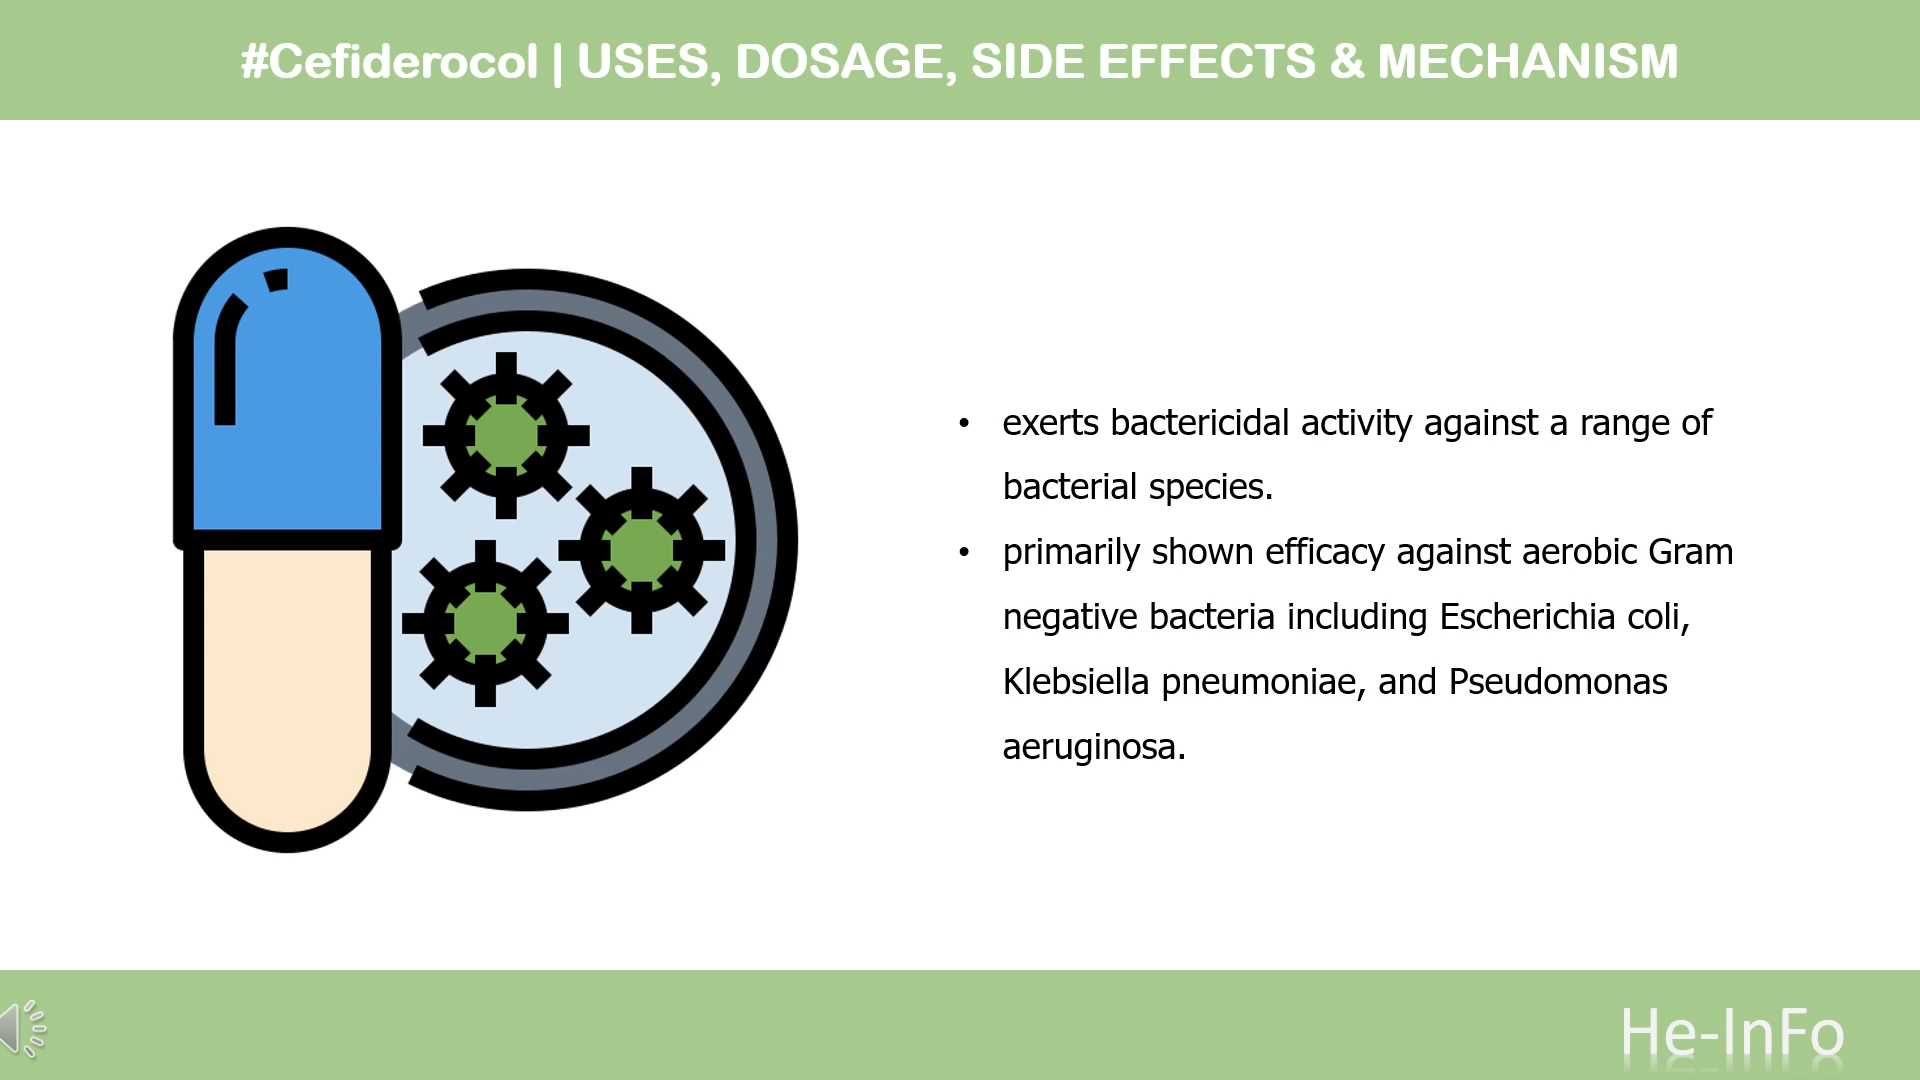 #Cefiderocol | USES, DOSAGE, SIDE EFFECTS & MECHANISM
• exerts bactericidal activity against a range of
bacterial species.
• primarily shown efficacy against aerobic Gram
negative bacteria including Escherichia coli,
Klebsiella pneumoniae, and Pseudomonas
aeruginosa.
He-InFo